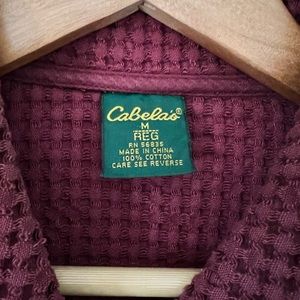 Cabela's®
M
REG
RN 56835
MADE IN CHINA
100% COTTON
CARE SEE REVERSE